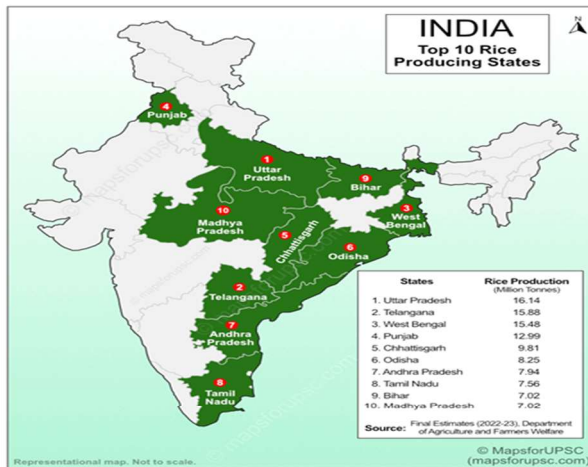 INDIA
Top 10 Rice
Producing States
N
4
Punjab
1
Uttar
Pradesh
9
Bihar
10
Madhya
Pradesh
5
Chhattisgarh
3
West
Bengal
6
Odisha
2
Telangana
7
Andhra
Pradesh
8
Tamil
Nadu
States Rice Production
(Million Tonnes)
1. Uttar Pradesh 16.14
2. Telangana 15.88
3. West Bengal 15.48
4. Punjab 12.99
5. Chhattisgarh 9.81
6. Odisha 8.25
7. Andhra Pradesh 7.94
8. Tamil Nadu 7.56
9. Bihar 7.02
10. Madhya Pradesh 7.02
Source: Final Estimates (2022-23), Department
of Agriculture and Farmers Welfare
Representational map. Not to scale.
© MapsforUPSC
(mapsforupsc.com)